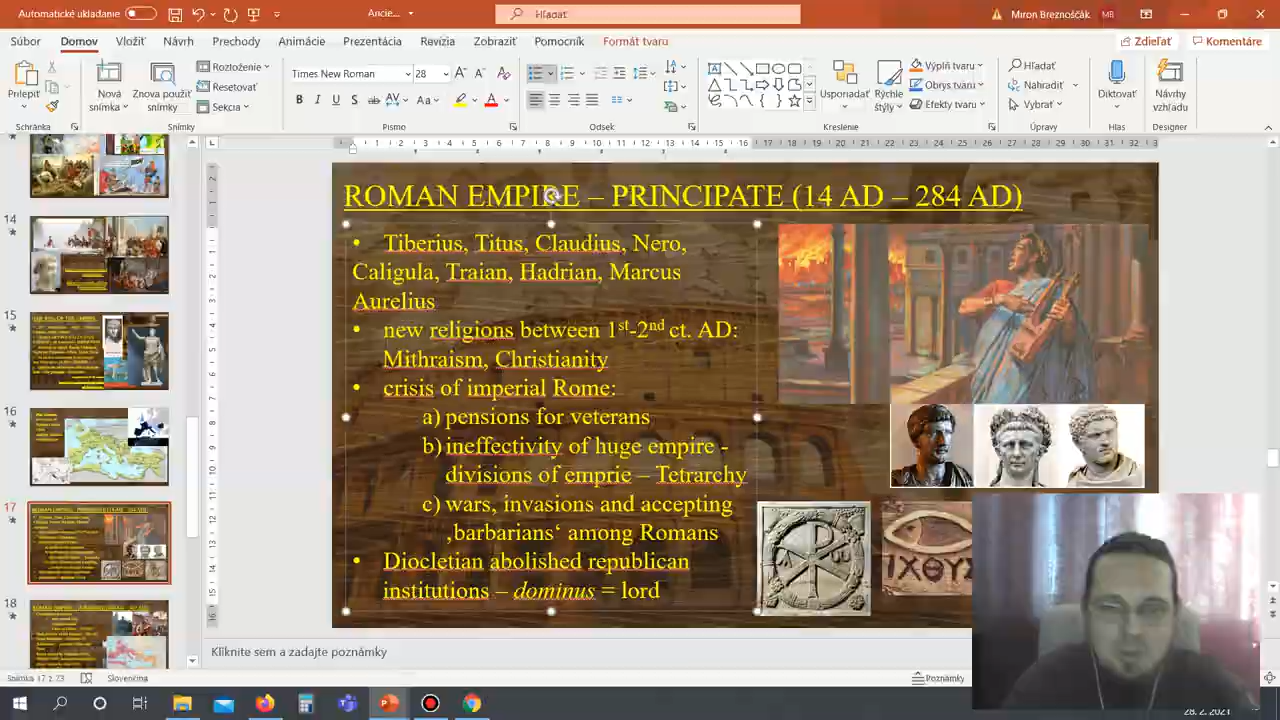 Automatické ukladanie
Hľadať
Miron Breznoščák MB
Súbor Domov Vložiť Návrh Prechody Animácie Prezentácia Revízia Zobraziť Pomocník Formát tvaru Zdieľať Komentáre
Prilepiť
Nová snímka
Znova použiť snímky
Rozloženie
Resetovať
Sekcia
Times New Roman 28
Usporiadať
Rýchle štýly
Výplň tvaru
Obrys tvaru
Efekty tvaru
Hľadať
Nahradiť
Vybrať
Diktovať
Návrhy vzhľadu
Schránka Snímky Písmo Odsek Kreslenie Úpravy Hlas Designer
14
15
16
17
18
ROMAN EMPIRE – PRINCIPATE (14 AD – 284 AD)
• Tiberius, Titus, Claudius, Nero,
Caligula, Traian, Hadrian, Marcus
Aurelius
• new religions between 1st-2nd ct. AD:
Mithraism, Christianity
• crisis of imperial Rome:
a) pensions for veterans
b) ineffectivity of huge empire -
divisions of emprie – Tetrarchy
c) wars, invasions and accepting
‚barbarians‘ among Romans
• Diocletian abolished republican
institutions – dominus = lord
ΙΧΘΥ
Kliknite sem a zadajte poznámky
Snímka 17 z 23 Slovenčina Poznámky
28. 2. 2021